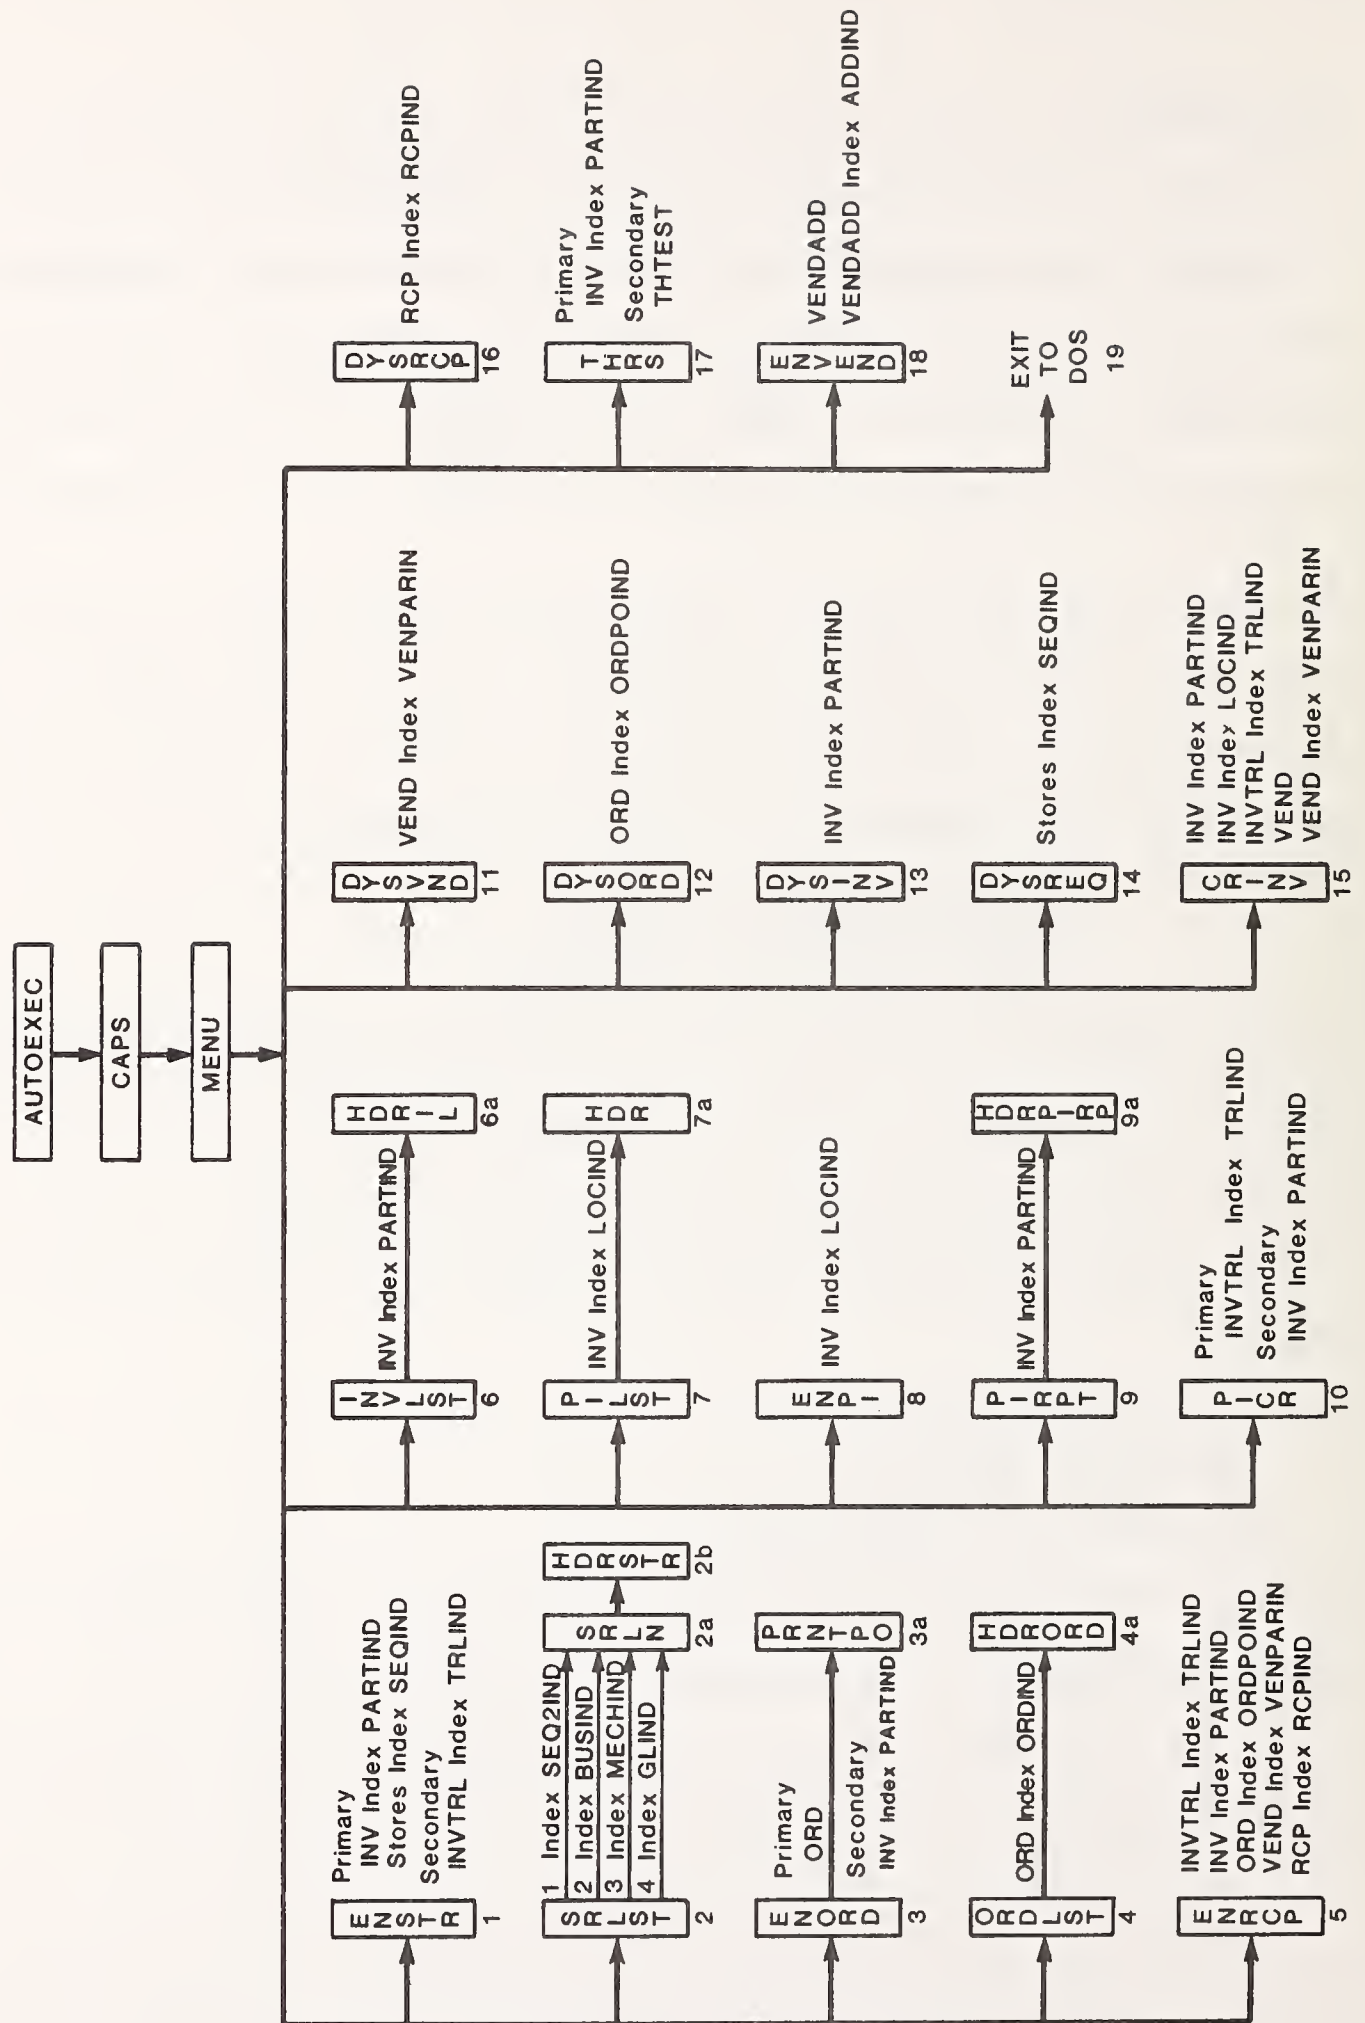 AUTOEXEC
CAPS
MENU
ENSTR
1
Primary
INV Index PARTIND
Stores Index SEQIND
Secondary
INVTRL Index TRLIND
SRLST
2
1 Index SEQ2IND
2 Index BUSIND
3 Index MECHIND
4 Index GLIND
SRLN
2a
HDRSTR
2b
ENORD
3
Primary
ORD
Secondary
INV Index PARTIND
PRNTPO
3a
ORDLST
4
ORD Index ORDIND
HDRORD
4a
ENRCP
5
INVTRL Index TRLIND
INV Index PARTIND
ORD Index ORDPOIND
VEND Index VENPARIN
RCP Index RCPIND
INVLST
6
INV Index PARTIND
HDRIL
6a
PILST
7
INV Index LOCIND
HDR
7a
ENPI
8
INV Index LOCIND
PIRPT
9
INV Index PARTIND
HDRPIRP
9a
PICR
10
Primary
INVTRL Index TRLIND
Secondary
INV Index PARTIND
DYSVND
11
VEND Index VENPARIN
DYSORD
12
ORD Index ORDPOIND
DYSINV
13
INV Index PARTIND
DYSREQ
14
Stores Index SEQIND
CRINV
15
INV Index PARTIND
INV Index LOCIND
INVTRL Index TRLIND
VEND
VEND Index VENPARIN
DYSRCP
16
RCP Index RCPIND
THRS
17
Primary
INV Index PARTIND
Secondary
THTEST
ENVEND
18
VENDADD
VENDADD Index ADDIND
EXIT
TO
DOS
19